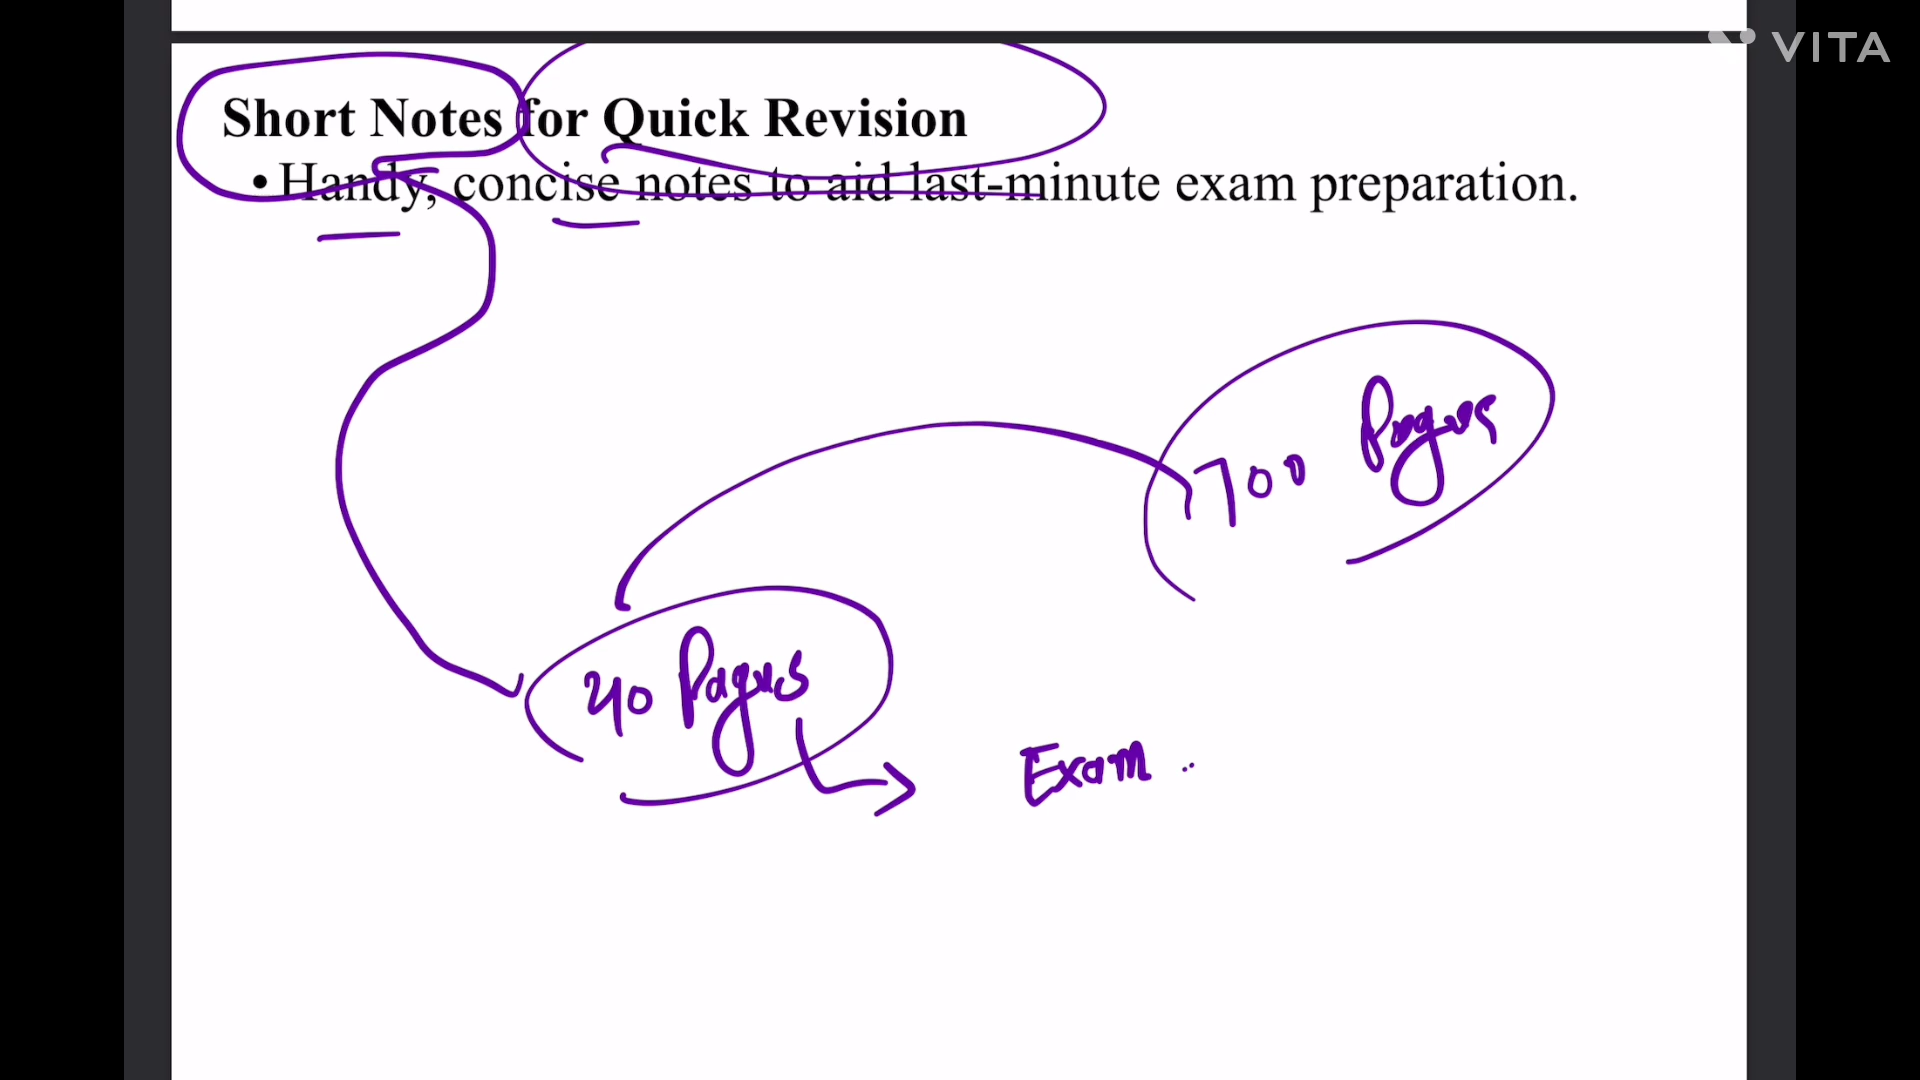 VITA
Short Notes for Quick Revision
• Handy, concise notes to aid last-minute exam preparation.
700 Pages
40 Pages
Exam